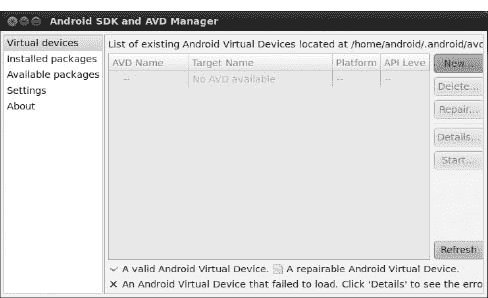 Android SDK and AVD Manager
Virtual devices
Installed packages
Available packages
Settings
About
List of existing Android Virtual Devices located at /home/android/.android/avd
AVD Name Target Name Platform API Leve
-- No AVD available -- --
New...
Delete...
Repair...
Details...
Start...
Refresh
A valid Android Virtual Device. A repairable Android Virtual Device.
An Android Virtual Device that failed to load. Click 'Details' to see the erro